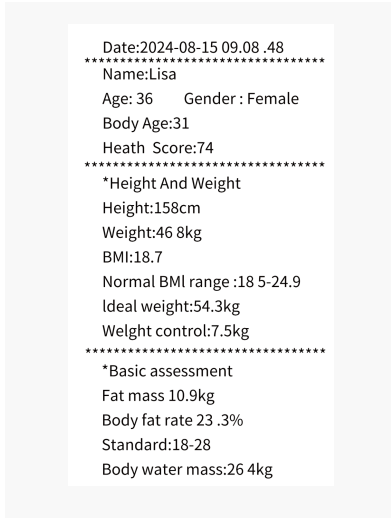 Date:2024-08-15 09.08 .48
**********************************
Name:Lisa
Age: 36 Gender : Female
Body Age:31
Heath Score:74
**********************************
*Height And Weight
Height:158cm
Weight:46 8kg
BMI:18.7
Normal BMl range :18 5-24.9
ldeal weight:54.3kg
Welght control:7.5kg
**********************************
*Basic assessment
Fat mass 10.9kg
Body fat rate 23 .3%
Standard:18-28
Body water mass:26 4kg